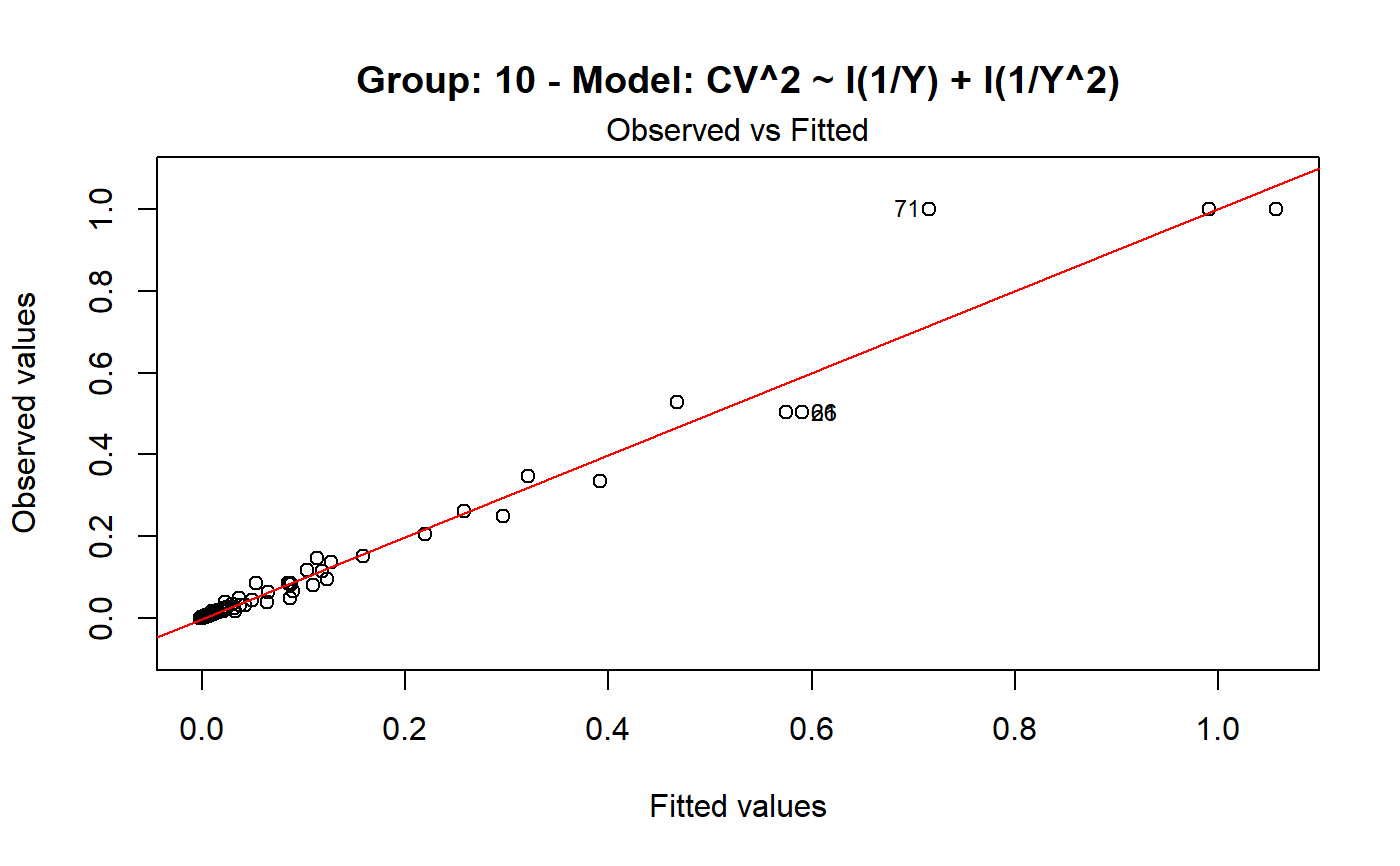 Group: 10 - Model: CV^2 ~ I(1/Y) + I(1/Y^2)
Observed vs Fitted
Observed values
1.0
0.8
0.6
0.4
0.2
0.0
71
0.0 0.2 0.4 0.6 0.8 1.0
Fitted values